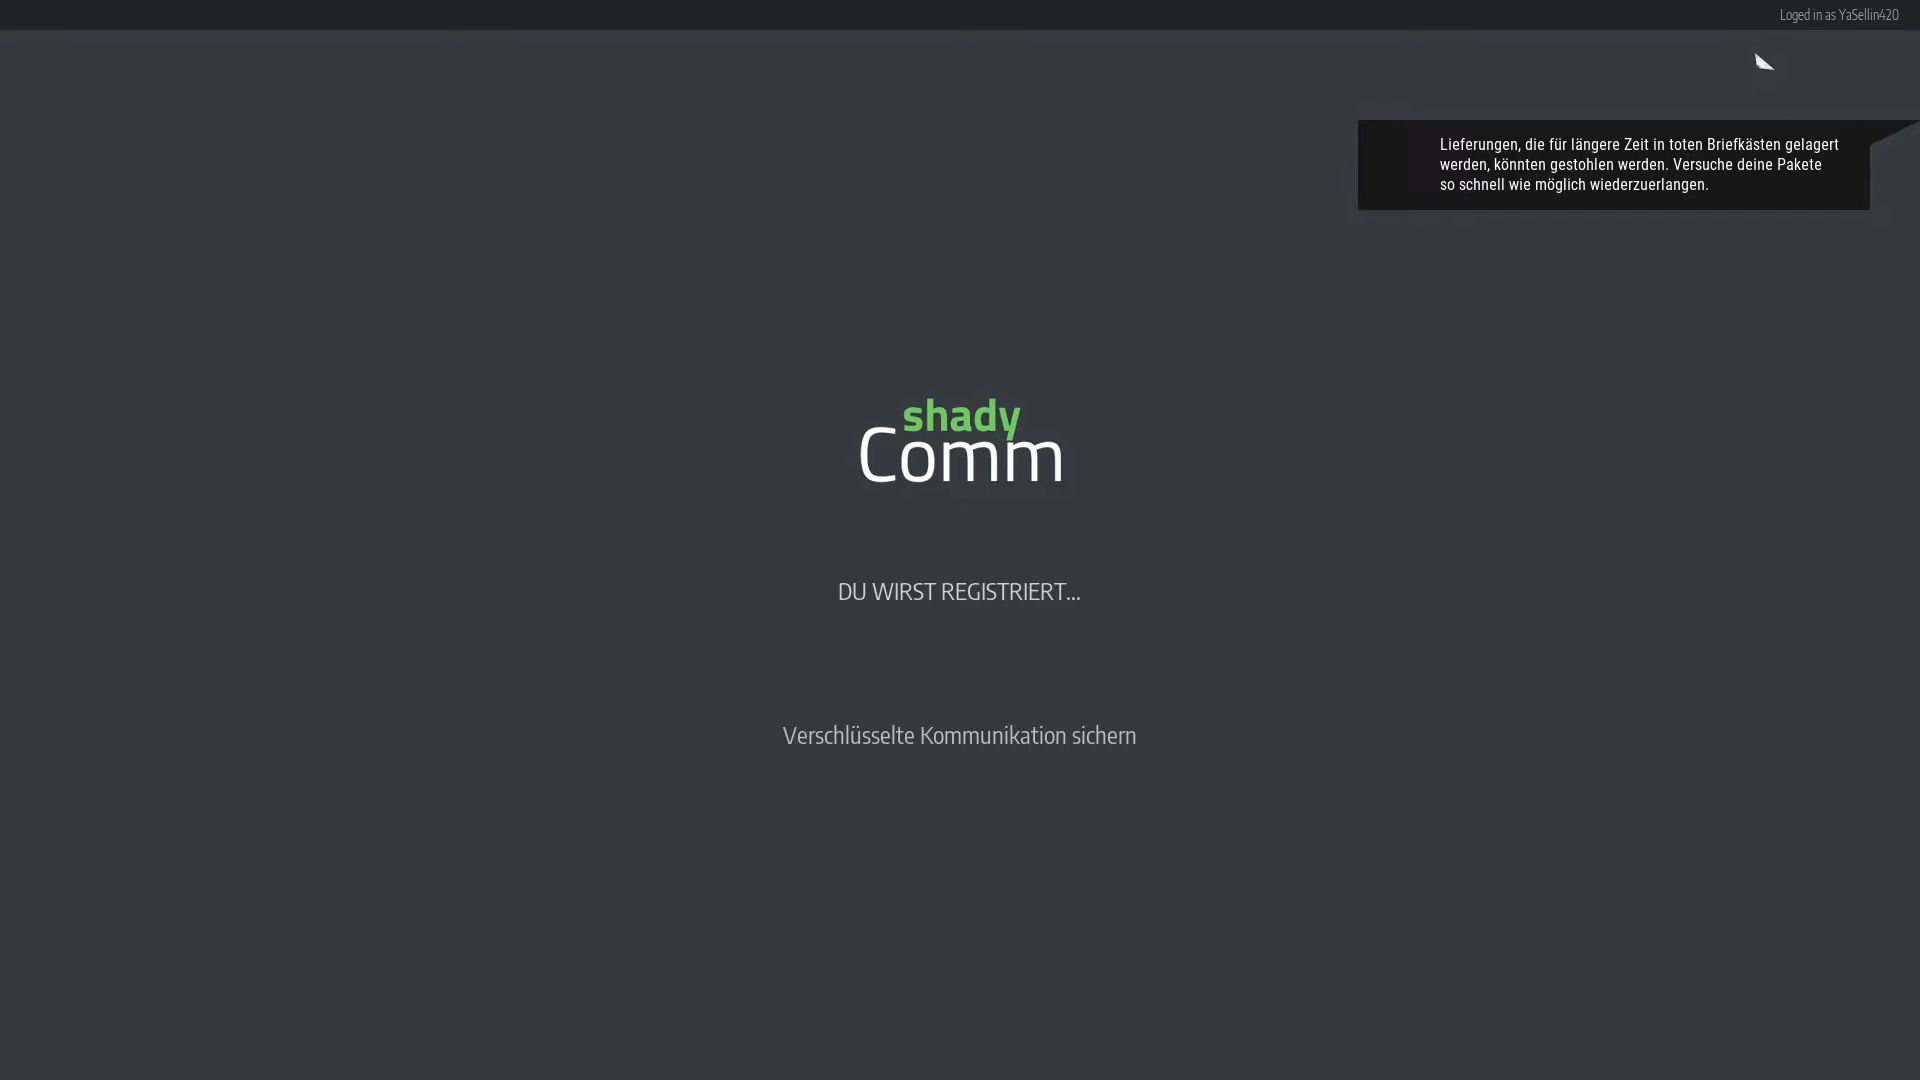 Loged in as YaSellin420
Lieferungen, die für längere Zeit in toten Briefkästen gelagert
werden, könnten gestohlen werden. Versuche deine Pakete
so schnell wie möglich wiederzuerlangen.
shady
Comm
DU WIRST REGISTRIERT...
Verschlüsselte Kommunikation sichern